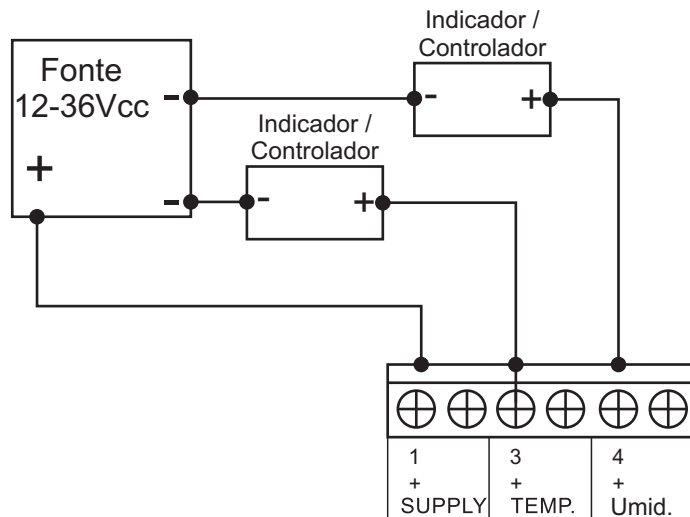 Indicador /
Controlador
Fonte
12-36Vcc
-
-
+
Indicador /
Controlador
+
-
-
+
1
3
4
+
+
+
SUPPLY
TEMP.
Umid.